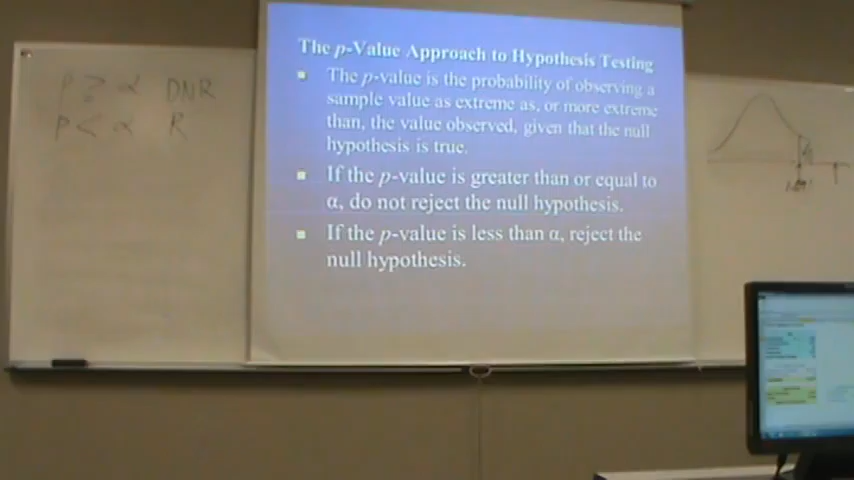 p ≥ α DNR
p < α R
The p-Value Approach to Hypothesis Testing
The p-value is the probability of observing a
sample value as extreme as, or more extreme
than, the value observed, given that the null
hypothesis is true.
If the p-value is greater than or equal to
α, do not reject the null hypothesis.
If the p-value is less than α, reject the
null hypothesis.